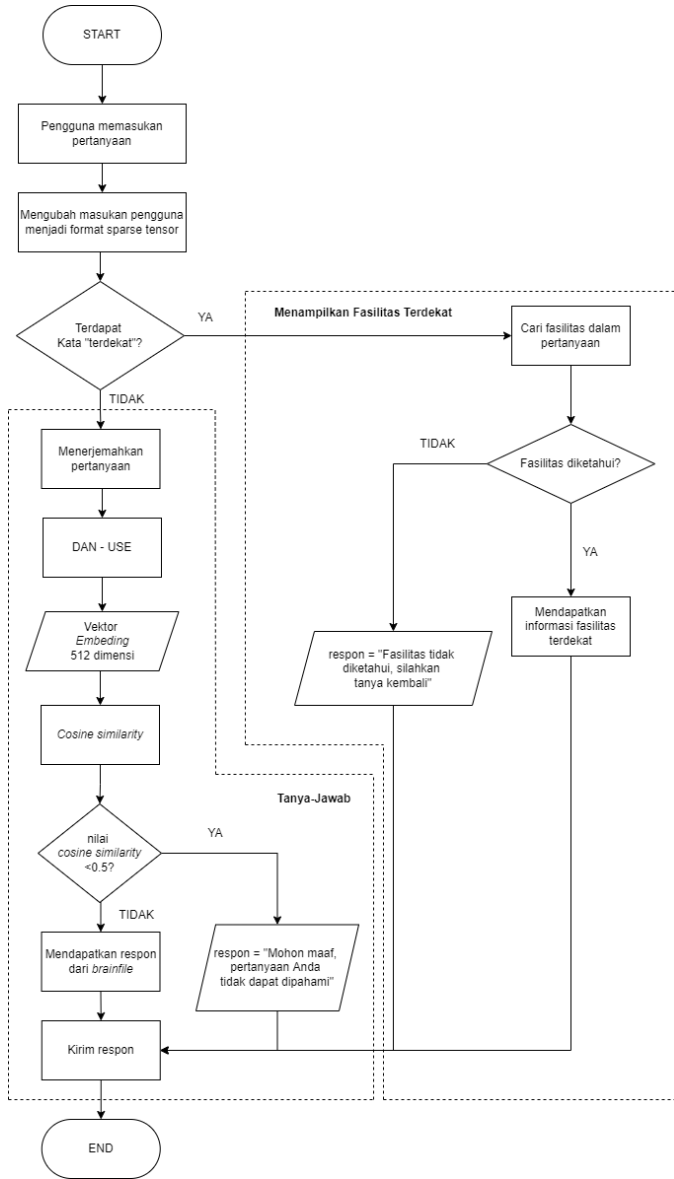 START
Pengguna memasukan
pertanyaan
Mengubah masukan pengguna
menjadi format sparse tensor
Terdapat
Kata "terdekat"?
YA
TIDAK
Menampilkan Fasilitas Terdekat
Cari fasilitas dalam
pertanyaan
Fasilitas diketahui?
TIDAK
YA
respon = "Fasilitas tidak
diketahui, silahkan
tanya kembali"
Mendapatkan
informasi fasilitas
terdekat
Menerjemahkan
pertanyaan
DAN - USE
Vektor
Embeding
512 dimensi
Cosine similarity
Tanya-Jawab
nilai
cosine similarity
<0.5?
YA
TIDAK
respon = "Mohon maaf,
pertanyaan Anda
tidak dapat dipahami"
Mendapatkan respon
dari brainfile
Kirim respon
END